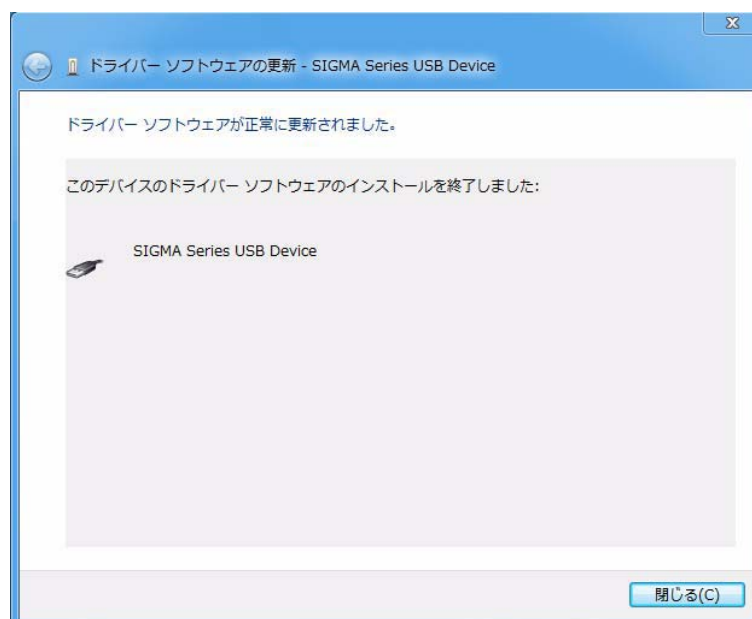 ドライバー ソフトウェアの更新 - SIGMA Series USB Device
ドライバー ソフトウェアが正常に更新されました。
このデバイスのドライバー ソフトウェアのインストールを終了しました:
SIGMA Series USB Device
閉じる(C)